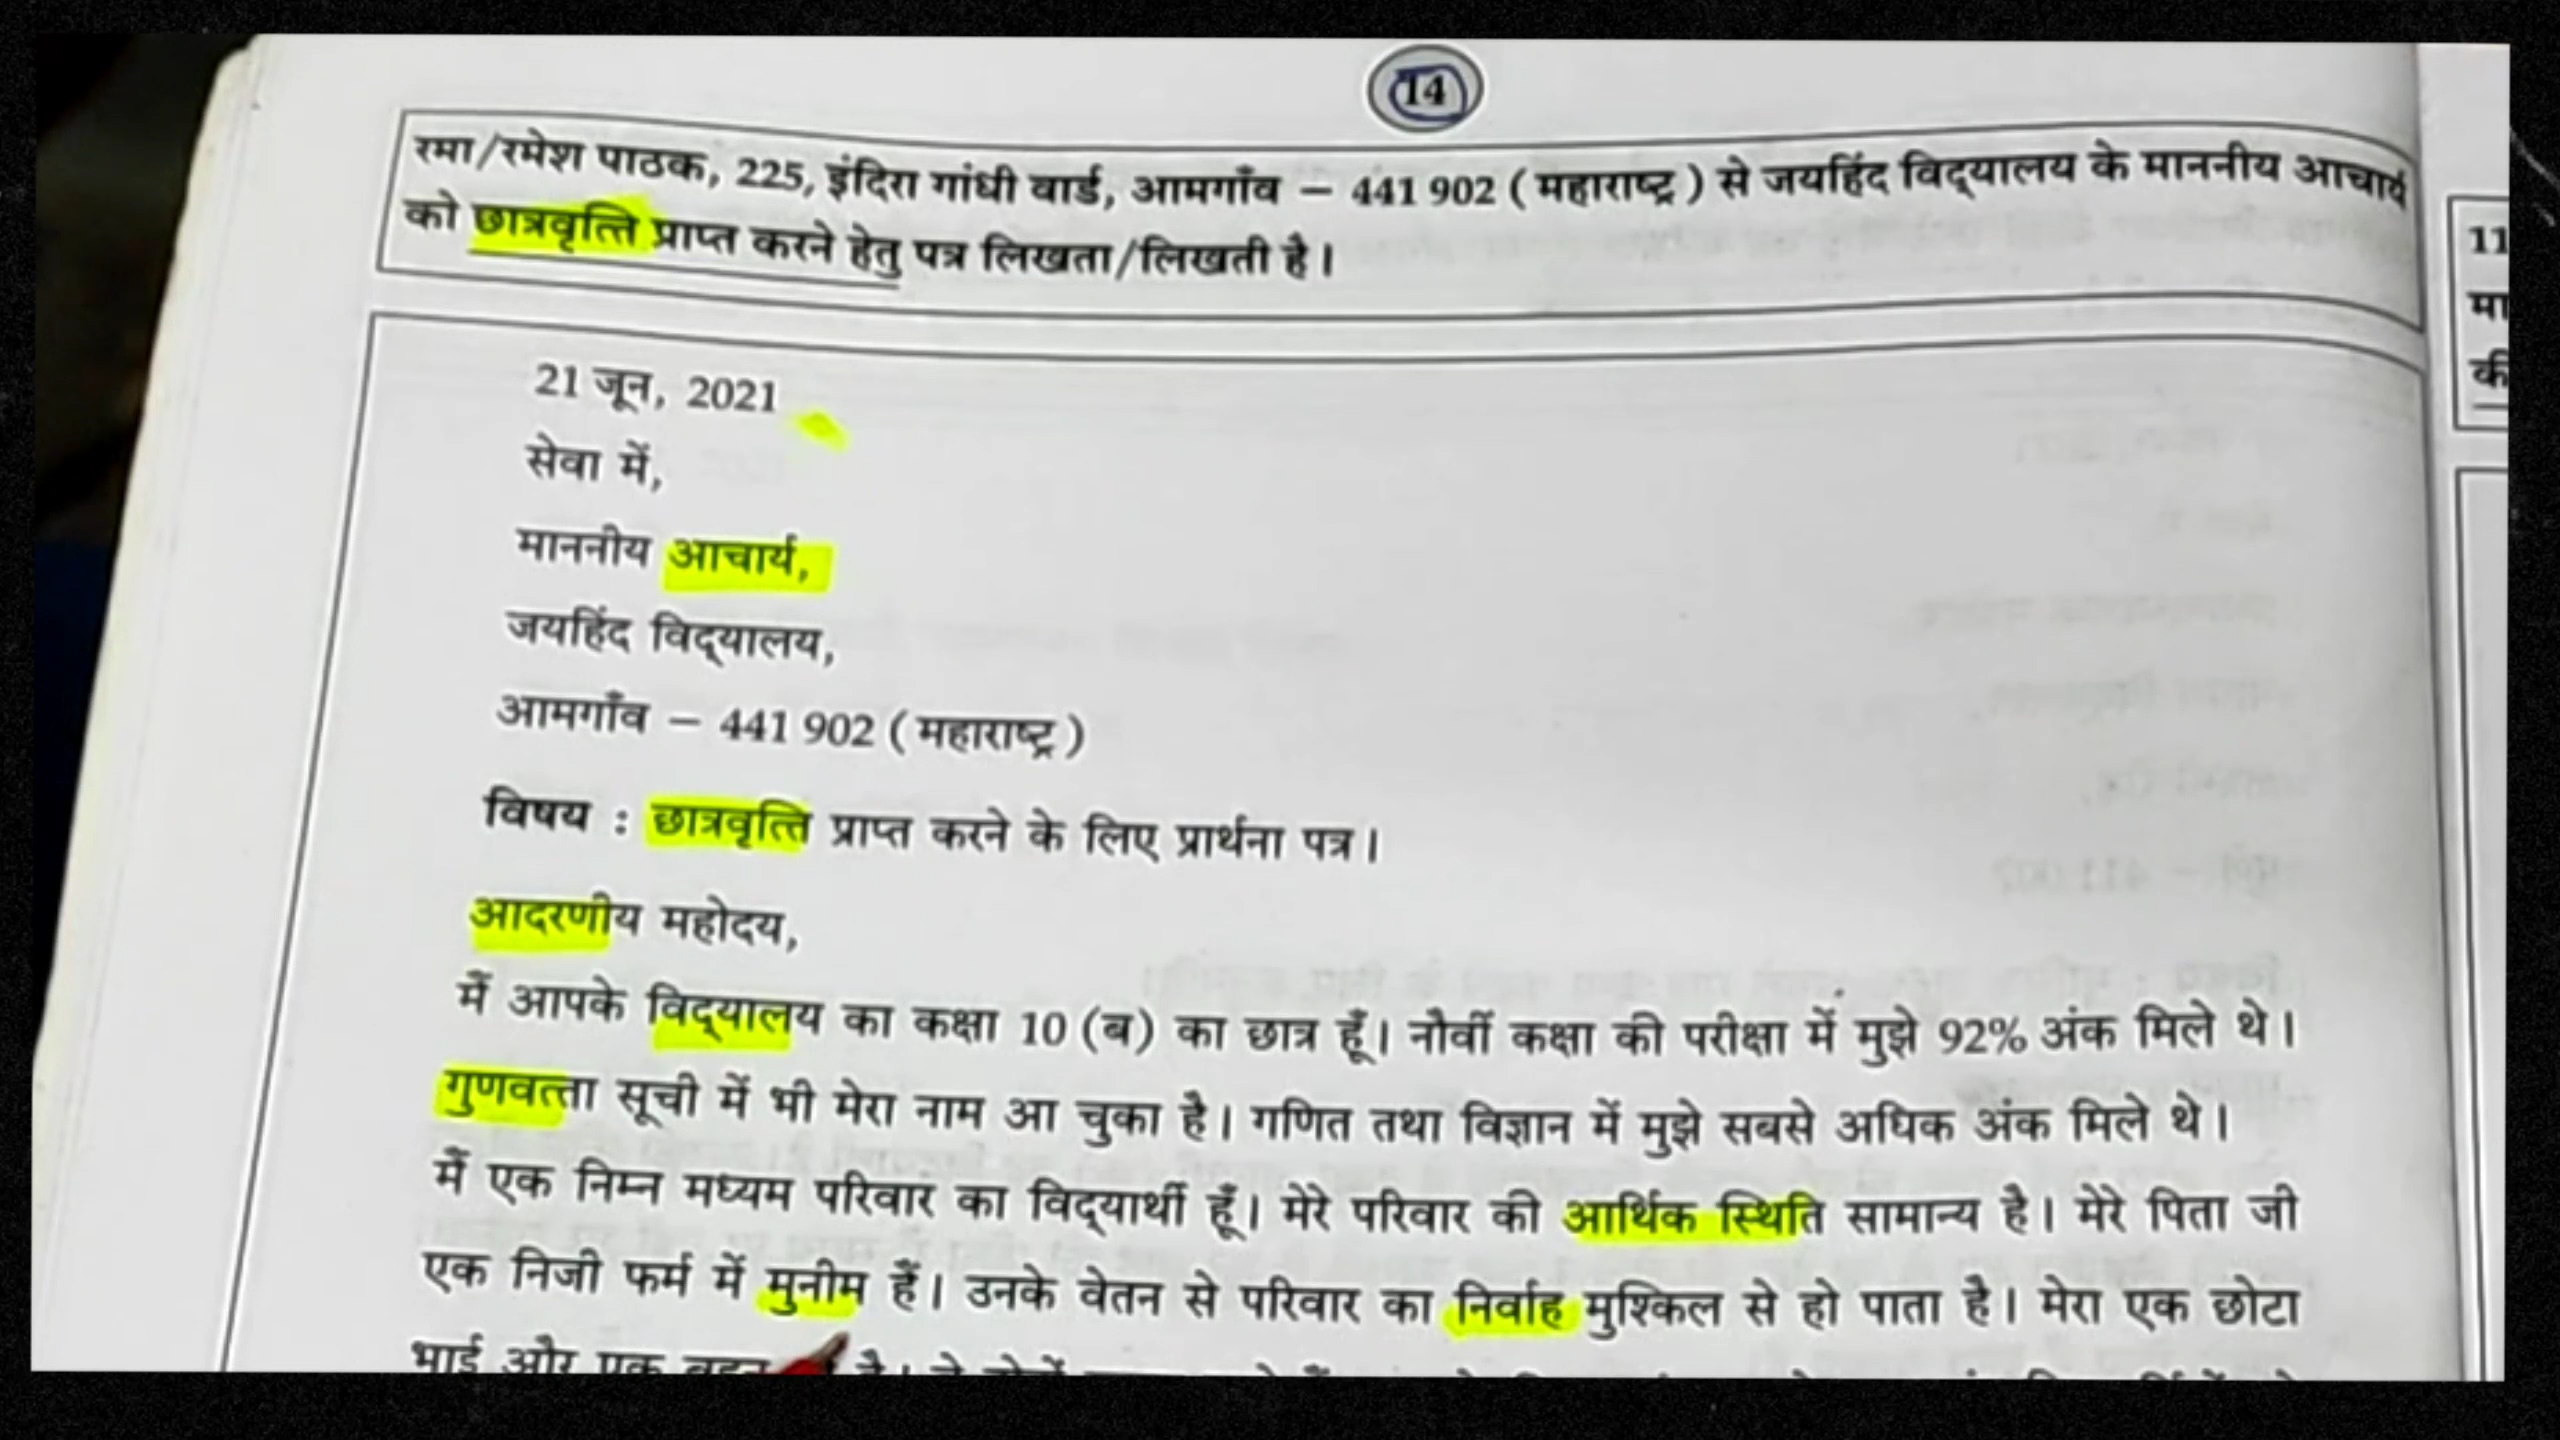 14
रमा/रमेश पाठक, 225, इंदिरा गांधी वार्ड, आमगाँव – 441 902 (महाराष्ट्र) से जयहिंद विद्‌यालय के माननीय आचार्य
को छात्रवृत्ति प्राप्त करने हेतु पत्र लिखता/लिखती है।
21 जून, 2021
सेवा में,
माननीय आचार्य,
जयहिंद विद्‌यालय,
आमगाँव – 441 902 (महाराष्ट्र)
विषय : छात्रवृत्ति प्राप्त करने के लिए प्रार्थना पत्र।
आदरणीय महोदय,
मैं आपके विद्‌यालय का कक्षा 10 (ब) का छात्र हूँ। नौवीं कक्षा की परीक्षा में मुझे 92% अंक मिले थे।
गुणवत्ता सूची में भी मेरा नाम आ चुका है। गणित तथा विज्ञान में मुझे सबसे अधिक अंक मिले थे।
मैं एक निम्न मध्यम परिवार का विद्‌यार्थी हूँ। मेरे परिवार की आर्थिक स्थिति सामान्य है। मेरे पिता जी
एक निजी फर्म में मुनीम हैं। उनके वेतन से परिवार का निर्वाह मुश्किल से हो पाता है। मेरा एक छोटा
भाई और एक बहन
11
मा
की